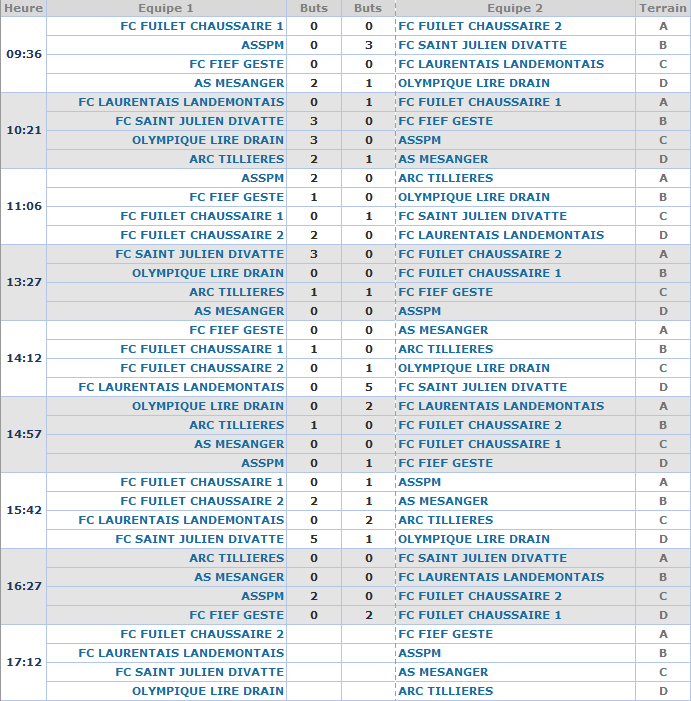 Heure Equipe 1 Buts Buts Equipe 2 Terrain
09:36
FC FUILET CHAUSSAIRE 1 0 0 FC FUILET CHAUSSAIRE 2 A
ASSPM 0 3 FC SAINT JULIEN DIVATTE B
FC FIEF GESTE 0 0 FC LAURENTAIS LANDEMONTAIS C
AS MESANGER 2 1 OLYMPIQUE LIRE DRAIN D
10:21
FC LAURENTAIS LANDEMONTAIS 0 1 FC FUILET CHAUSSAIRE 1 A
FC SAINT JULIEN DIVATTE 3 0 FC FIEF GESTE B
OLYMPIQUE LIRE DRAIN 3 0 ASSPM C
ARC TILLIERES 2 1 AS MESANGER D
11:06
ASSPM 2 0 ARC TILLIERES A
FC FIEF GESTE 1 0 OLYMPIQUE LIRE DRAIN B
FC FUILET CHAUSSAIRE 1 0 1 FC SAINT JULIEN DIVATTE C
FC FUILET CHAUSSAIRE 2 2 0 FC LAURENTAIS LANDEMONTAIS D
13:27
FC SAINT JULIEN DIVATTE 3 0 FC FUILET CHAUSSAIRE 2 A
OLYMPIQUE LIRE DRAIN 0 0 FC FUILET CHAUSSAIRE 1 B
ARC TILLIERES 1 1 FC FIEF GESTE C
AS MESANGER 0 0 ASSPM D
14:12
FC FIEF GESTE 0 0 AS MESANGER A
FC FUILET CHAUSSAIRE 1 1 0 ARC TILLIERES B
FC FUILET CHAUSSAIRE 2 0 1 OLYMPIQUE LIRE DRAIN C
FC LAURENTAIS LANDEMONTAIS 0 5 FC SAINT JULIEN DIVATTE D
14:57
OLYMPIQUE LIRE DRAIN 0 2 FC LAURENTAIS LANDEMONTAIS A
ARC TILLIERES 1 0 FC FUILET CHAUSSAIRE 2 B
AS MESANGER 0 0 FC FUILET CHAUSSAIRE 1 C
ASSPM 0 1 FC FIEF GESTE D
15:42
FC FUILET CHAUSSAIRE 1 0 1 ASSPM A
FC FUILET CHAUSSAIRE 2 2 1 AS MESANGER B
FC LAURENTAIS LANDEMONTAIS 0 2 ARC TILLIERES C
FC SAINT JULIEN DIVATTE 5 1 OLYMPIQUE LIRE DRAIN D
16:27
ARC TILLIERES 0 0 FC SAINT JULIEN DIVATTE A
AS MESANGER 0 0 FC LAURENTAIS LANDEMONTAIS B
ASSPM 2 0 FC FUILET CHAUSSAIRE 2 C
FC FIEF GESTE 0 2 FC FUILET CHAUSSAIRE 1 D
17:12
FC FUILET CHAUSSAIRE 2 FC FIEF GESTE A
FC LAURENTAIS LANDEMONTAIS ASSPM B
FC SAINT JULIEN DIVATTE AS MESANGER C
OLYMPIQUE LIRE DRAIN ARC TILLIERES D